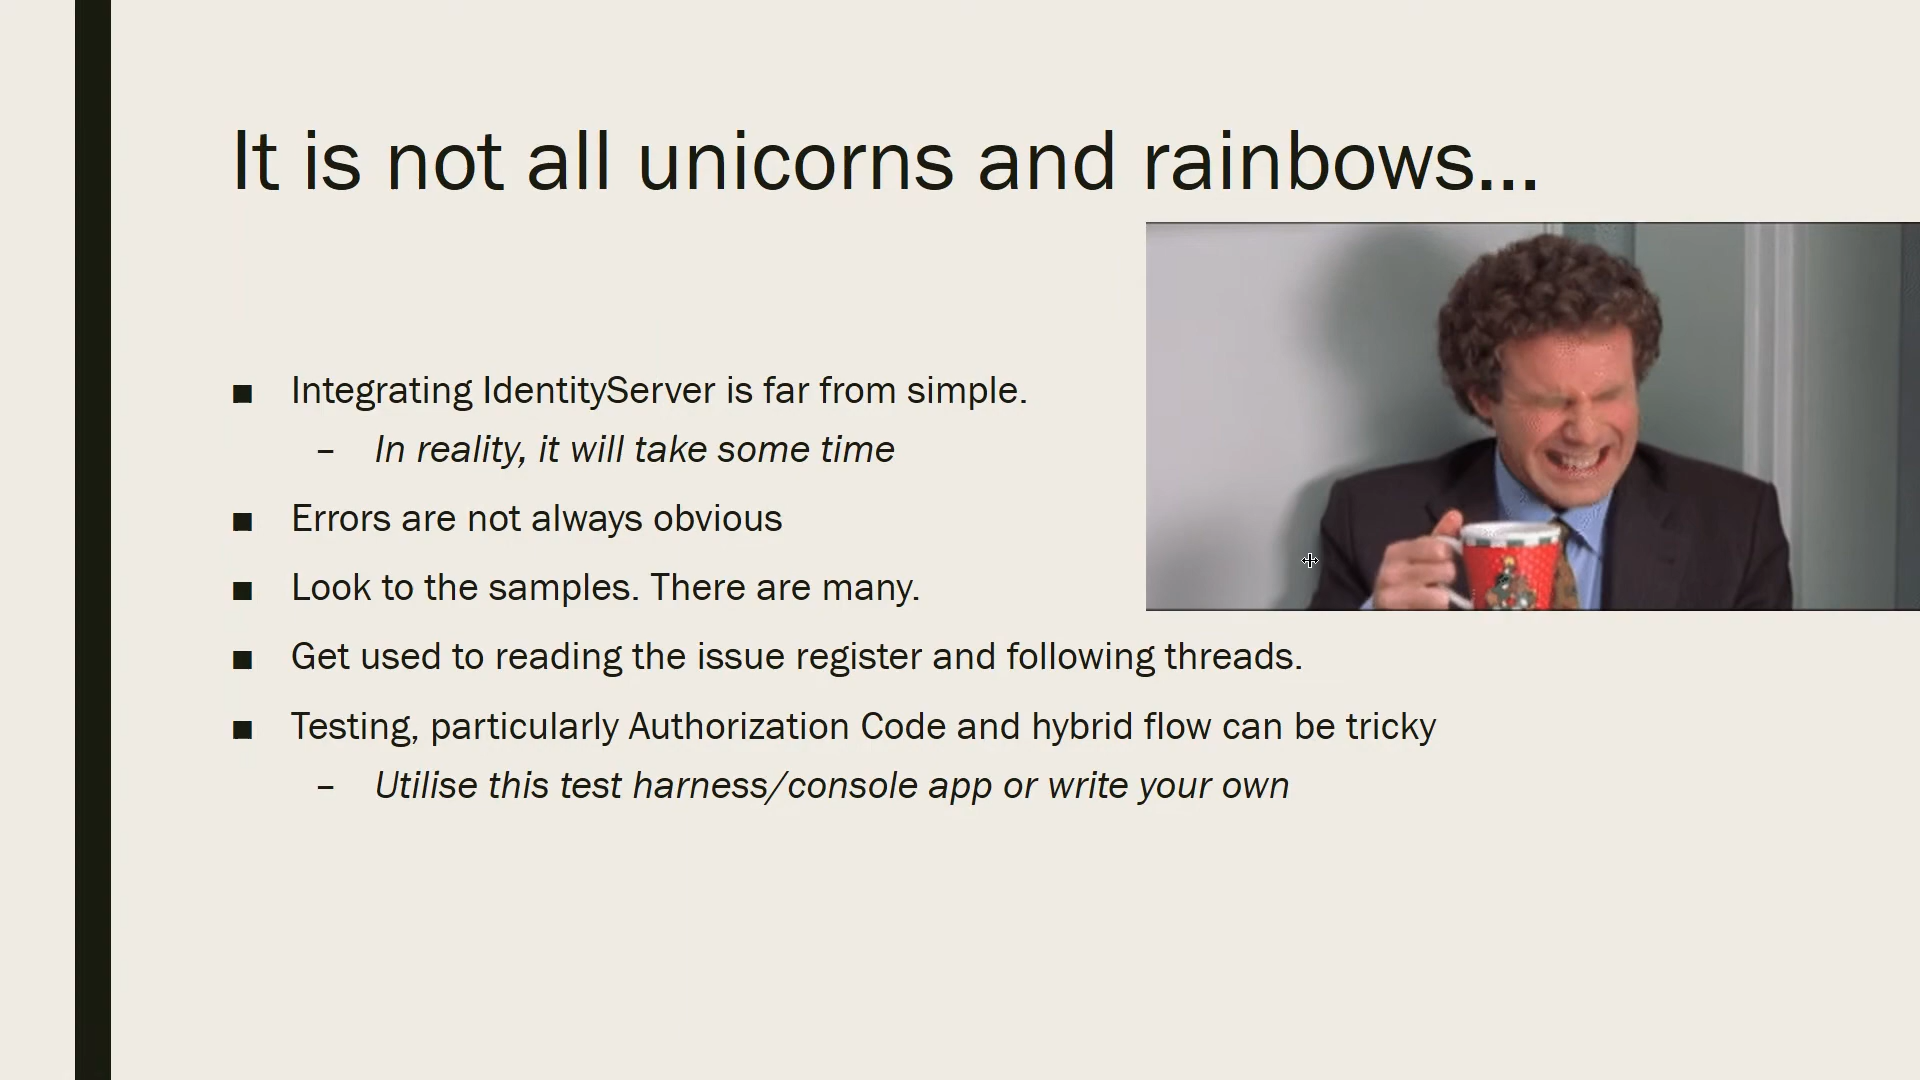 It is not all unicorns and rainbows...
■ Integrating IdentityServer is far from simple.
– In reality, it will take some time
■ Errors are not always obvious
■ Look to the samples. There are many.
■ Get used to reading the issue register and following threads.
■ Testing, particularly Authorization Code and hybrid flow can be tricky
– Utilise this test harness/console app or write your own